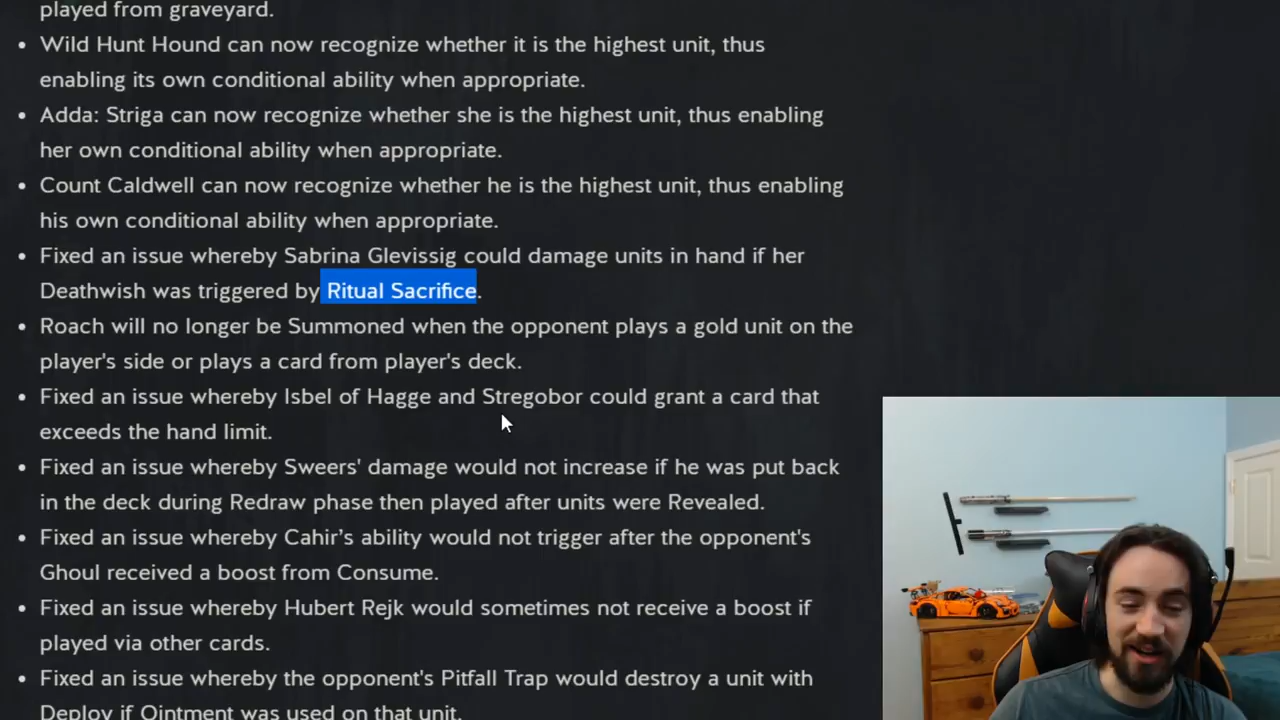 played from graveyard.
• Wild Hunt Hound can now recognize whether it is the highest unit, thus
enabling its own conditional ability when appropriate.
• Adda: Striga can now recognize whether she is the highest unit, thus enabling
her own conditional ability when appropriate.
• Count Caldwell can now recognize whether he is the highest unit, thus enabling
his own conditional ability when appropriate.
• Fixed an issue whereby Sabrina Glevissig could damage units in hand if her
Deathwish was triggered by Ritual Sacrifice.
• Roach will no longer be Summoned when the opponent plays a gold unit on the
player's side or plays a card from player's deck.
• Fixed an issue whereby Isbel of Hagge and Stregobor could grant a card that
exceeds the hand limit.
• Fixed an issue whereby Sweers' damage would not increase if he was put back
in the deck during Redraw phase then played after units were Revealed.
• Fixed an issue whereby Cahir’s ability would not trigger after the opponent's
Ghoul received a boost from Consume.
• Fixed an issue whereby Hubert Rejk would sometimes not receive a boost if
played via other cards.
• Fixed an issue whereby the opponent's Pitfall Trap would destroy a unit with
Deploy if Ointment was used on that unit.